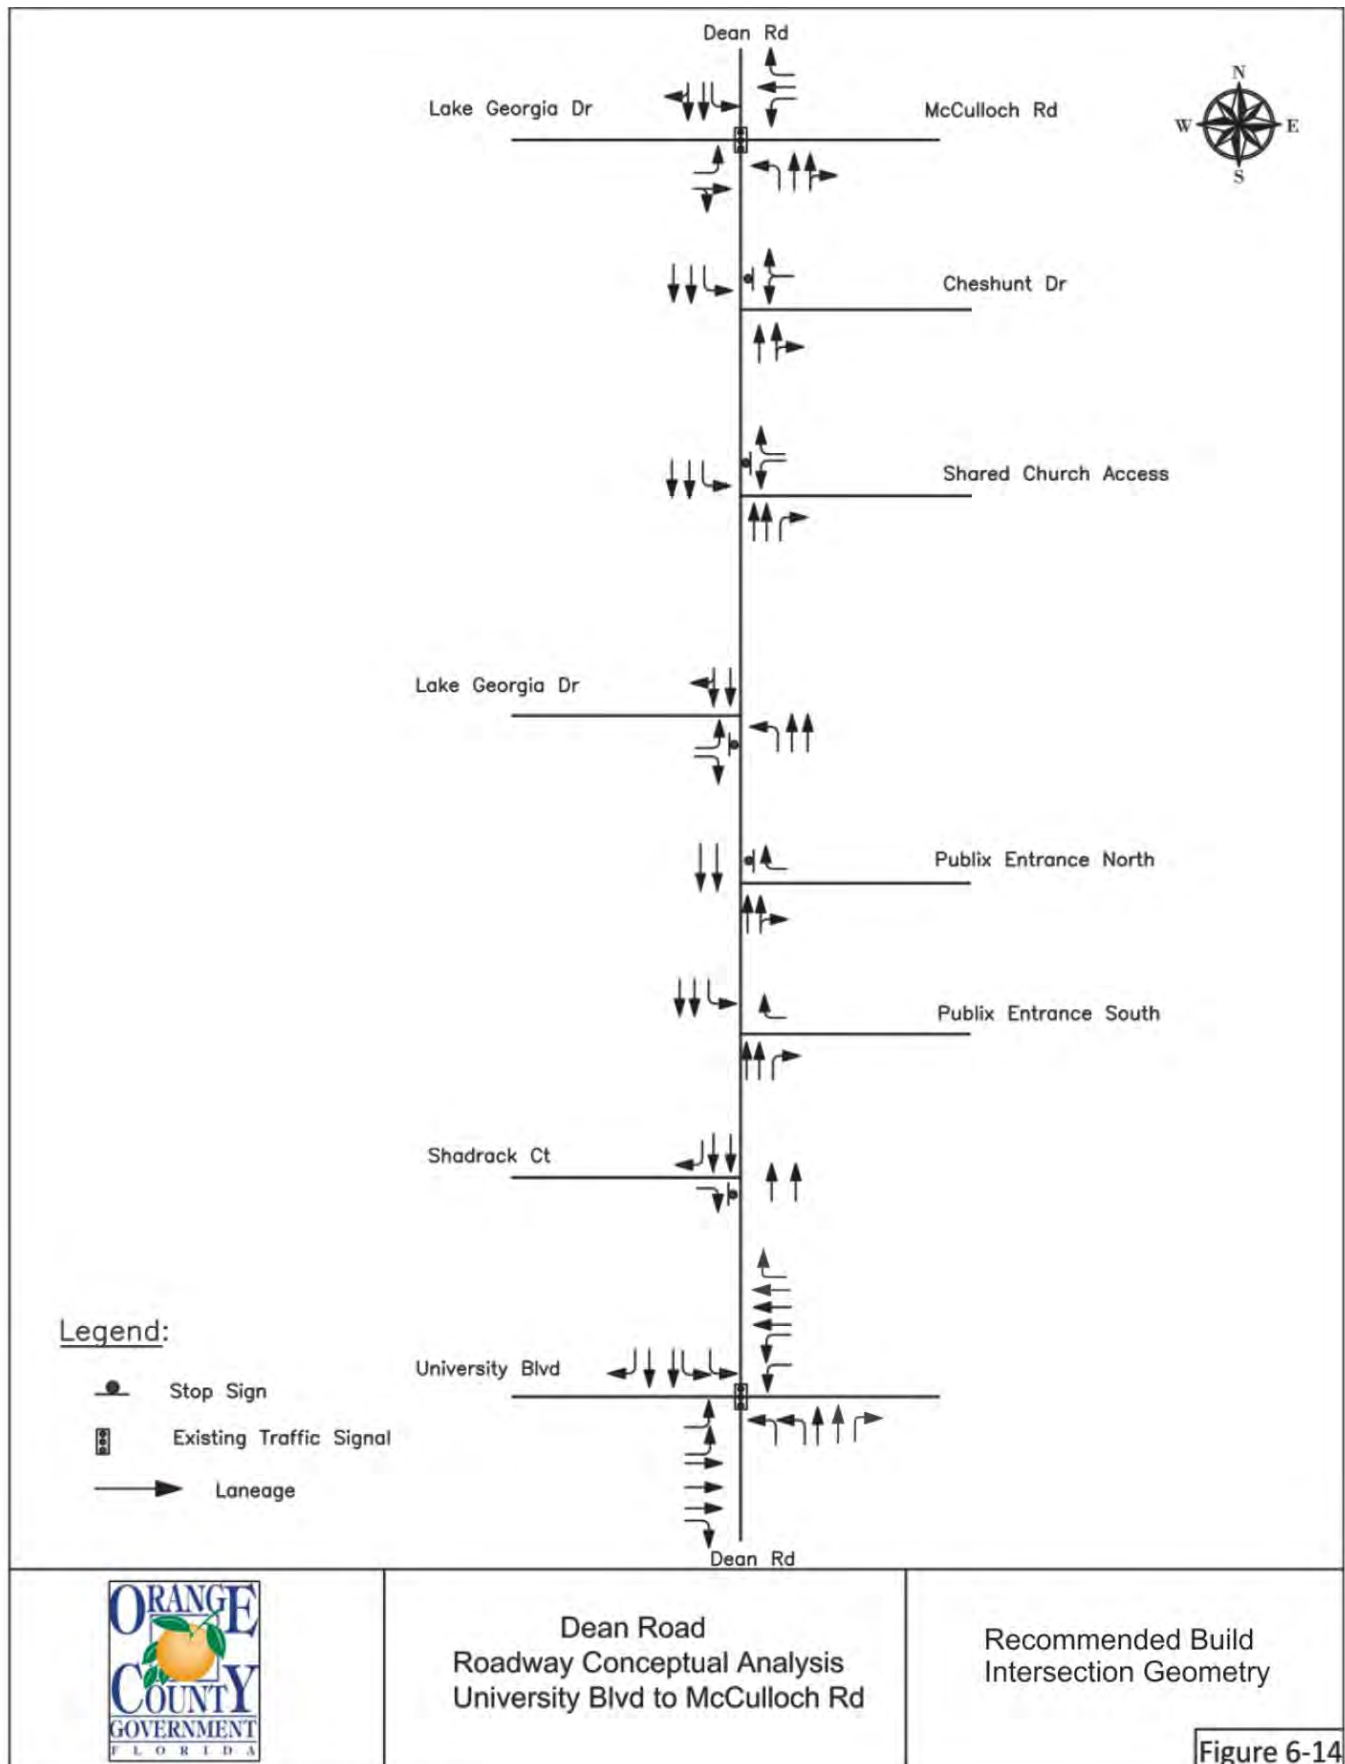 Dean Rd
N
Lake Georgia Dr
McCulloch Rd
W
E
S
Cheshunt Dr
Shared Church Access
Lake Georgia Dr
Publix Entrance North
Publix Entrance South
Shadrack Ct
Legend:
University Blvd
Stop Sign
Existing Traffic Signal
Laneage
Dean Rd
ORANGE
COUNTY
GOVERNMENT
FLORIDA
Dean Road
Roadway Conceptual Analysis
University Blvd to McCulloch Rd
Recommended Build
Intersection Geometry
Figure 6-14